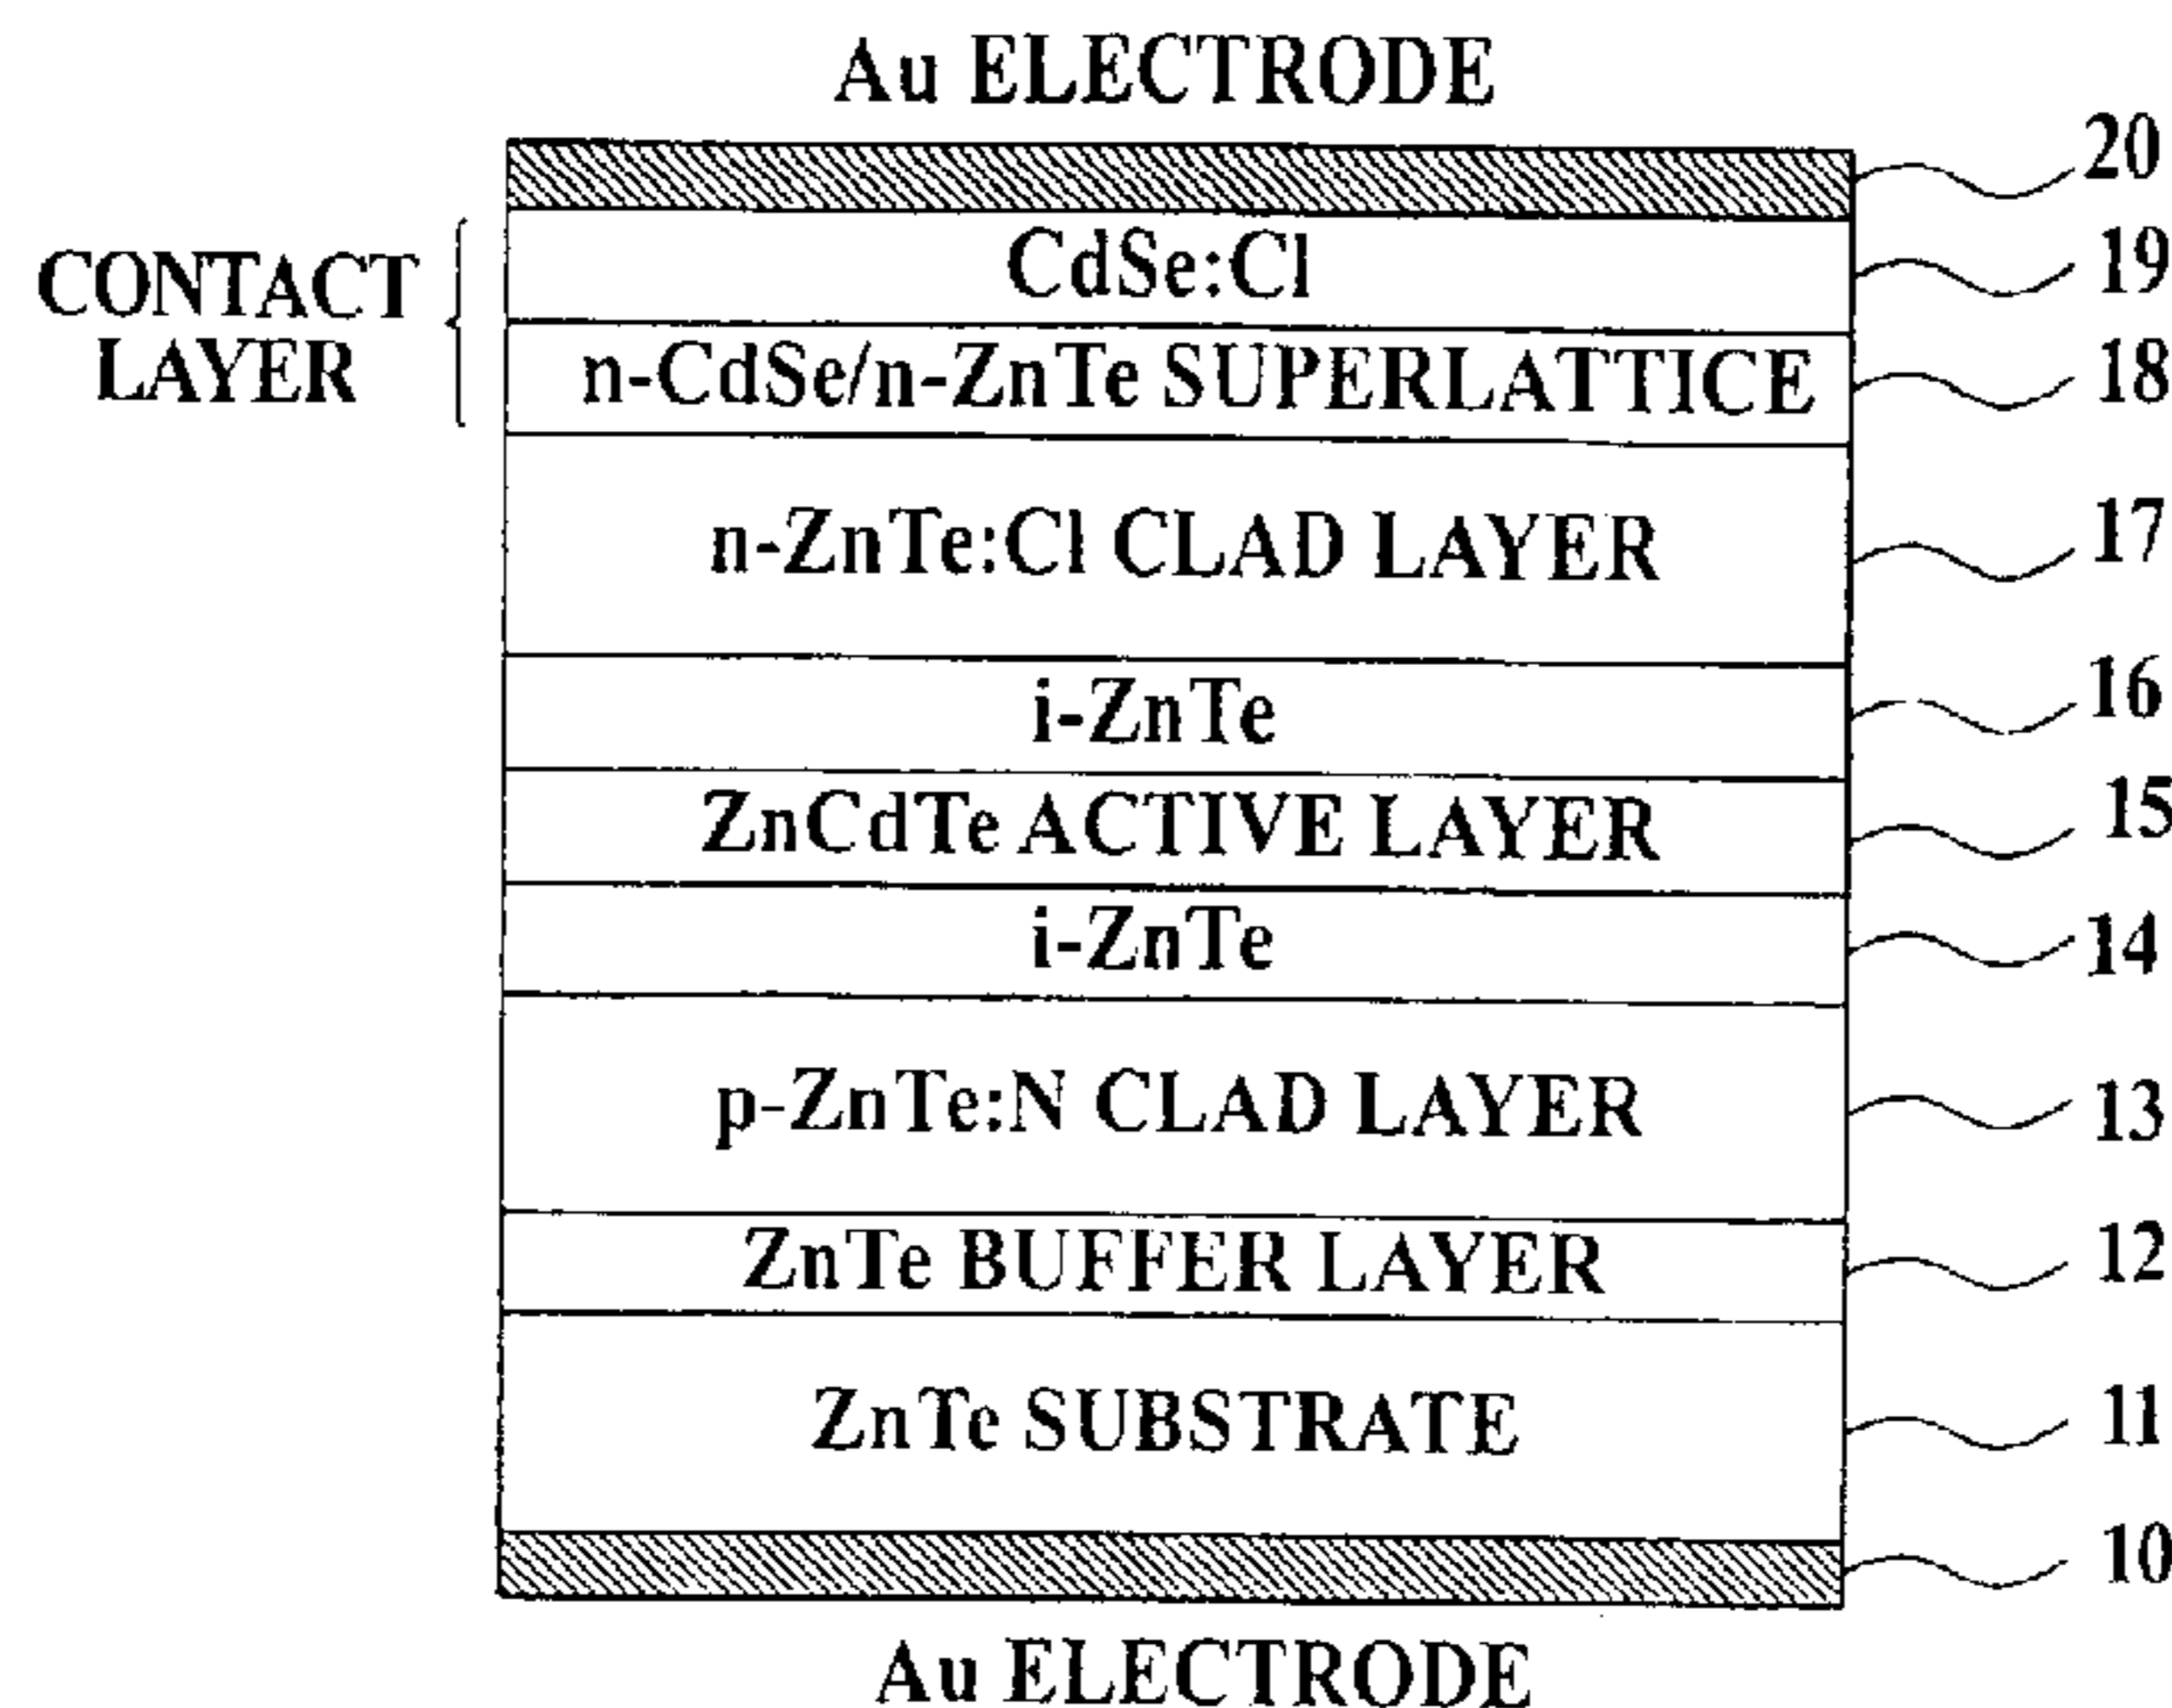 Au ELECTRODE
20
CdSe:Cl
19
CONTACT
LAYER
n-CdSe/n-ZnTe SUPERLATTICE
18
n-ZnTe:Cl CLAD LAYER
17
i-ZnTe
16
ZnCdTe ACTIVE LAYER
15
i-ZnTe
14
p-ZnTe:N CLAD LAYER
13
ZnTe BUFFER LAYER
12
ZnTe SUBSTRATE
11
10
Au ELECTRODE